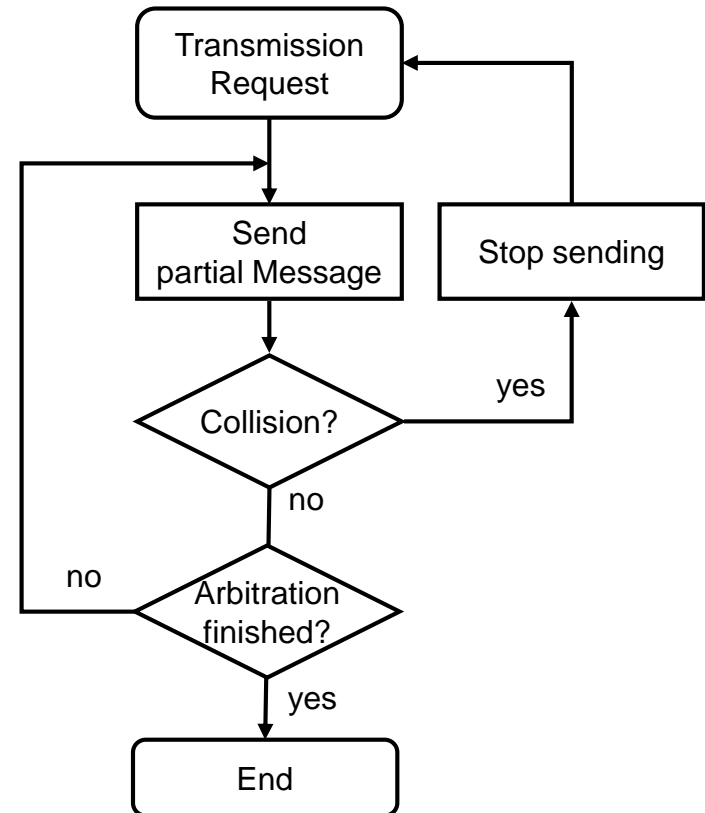 Transmission
Request
Send
partial Message
Stop sending
yes
Collision?
no
no
Arbitration
finished?
yes
End